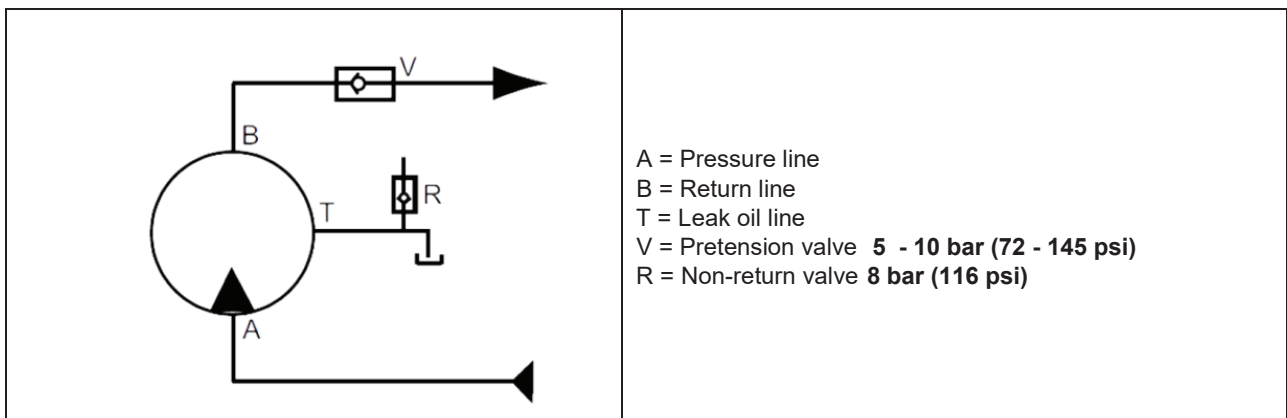 V
B
R
T
A
A = Pressure line
B = Return line
T = Leak oil line
V = Pretension valve 5 - 10 bar (72 - 145 psi)
R = Non-return valve 8 bar (116 psi)